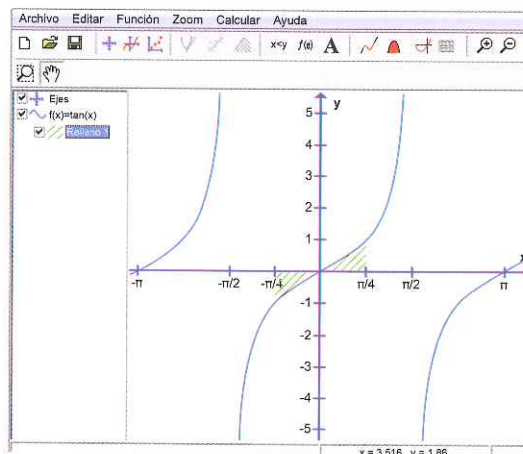 Archivo Editar Función Zoom Calcular Ayuda
x<y f(e) A
Ejes
f(x)=tan(x)
Relleno 1
y
5
4
3
2
1
-π -π/2 -π/4 π/4 π/2 π x
-1
-2
-3
-4
-5
x = 3.516 y = 1.86